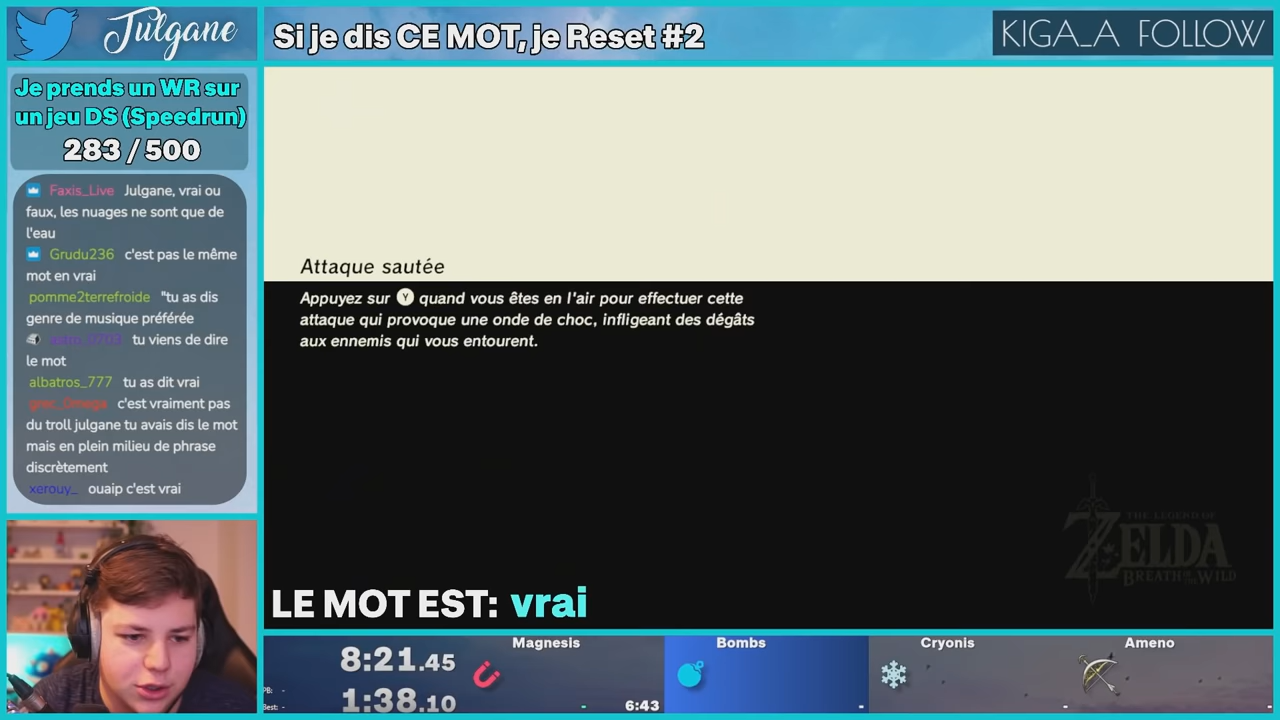 Julgane
Si je dis CE MOT, je Reset #2
KIGA_A FOLLOW
Je prends un WR sur
un jeu DS (Speedrun)
283 / 500
Faxis_Live Julgane, vrai ou
faux, les nuages ne sont que de
l'eau
Grudu236 c'est pas le même
mot en vrai
pomme2terrefroide "tu as dis
genre de musique préférée
tu viens de dire
le mot
albatros_777 tu as dit vrai
c'est vraiment pas
du troll julgane tu avais dis le mot
mais en plein milieu de phrase
discrètement
xerouy_ ouaip c'est vrai
Attaque sautée
Appuyez sur Y quand vous êtes en l'air pour effectuer cette
attaque qui provoque une onde de choc, infligeant des dégâts
aux ennemis qui vous entourent.
THE LEGEND OF
ZELDA
BREATH OF THE WILD
LE MOT EST: vrai
8:21.45
1:38.10
PB: -
Best: -
Magnesis
- 6:43
Bombs
-
Cryonis
-
Ameno
-